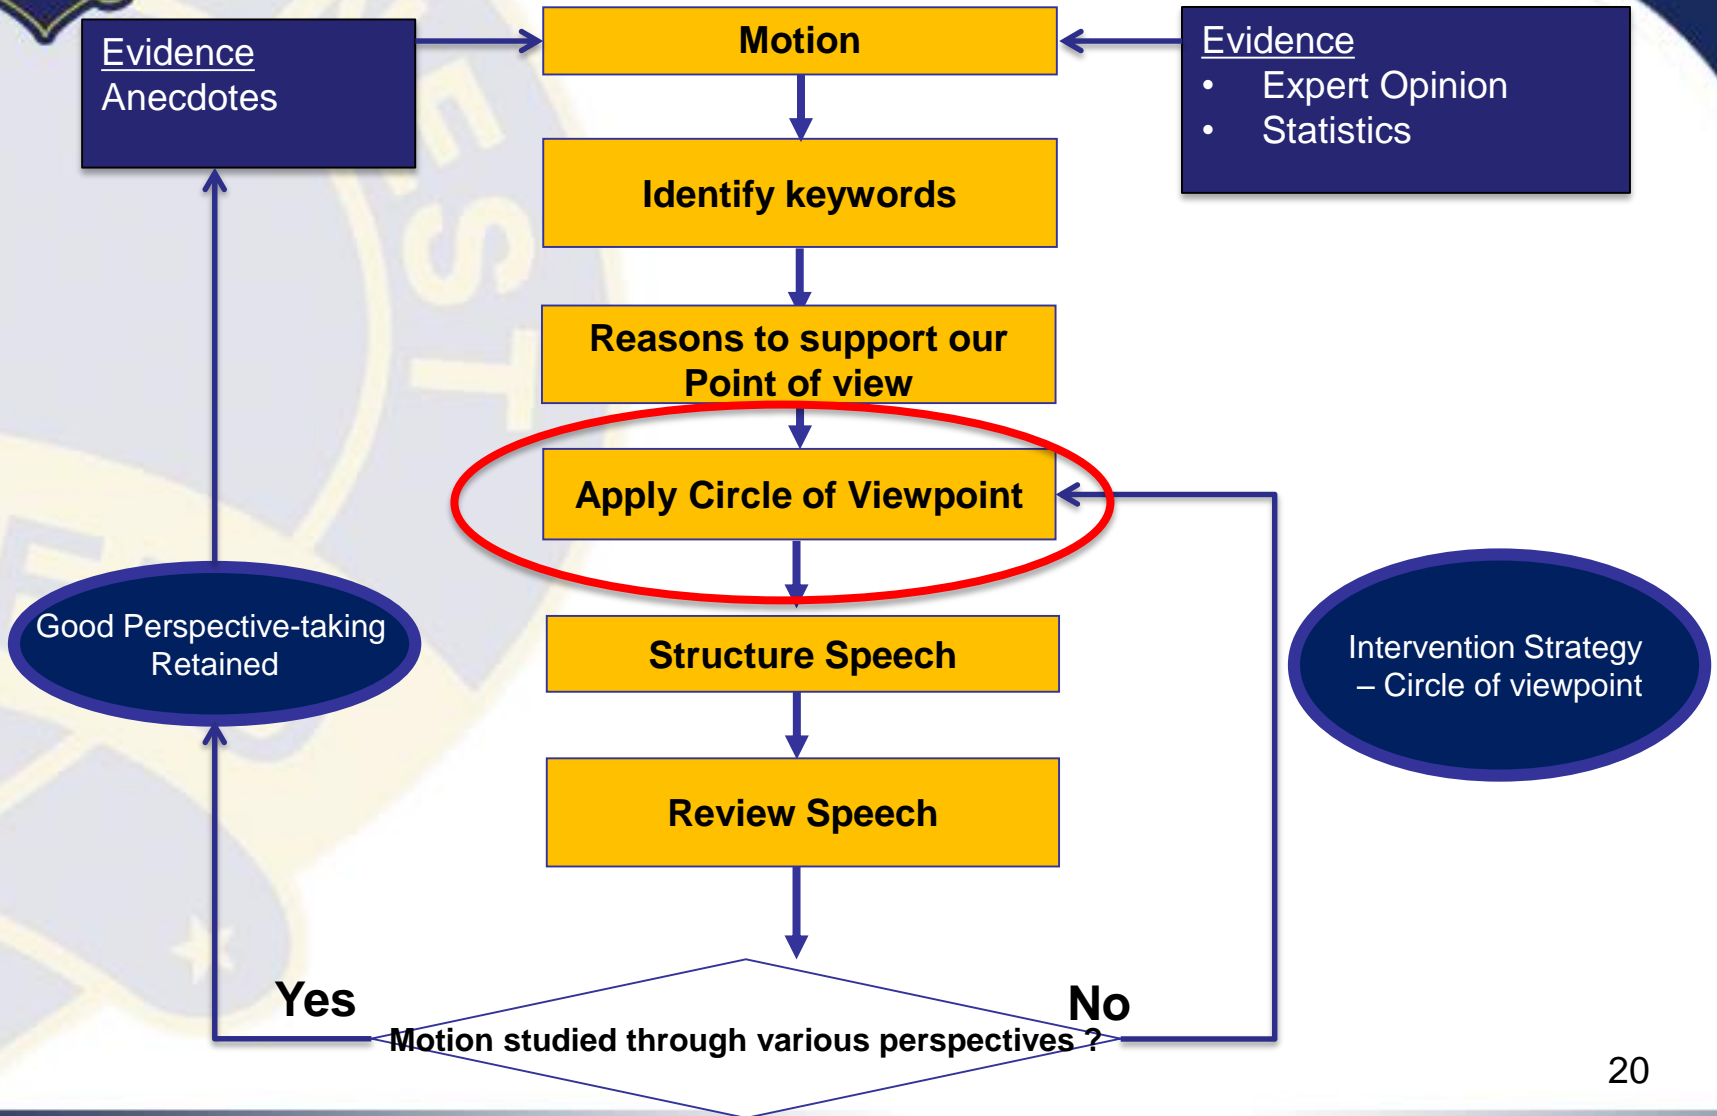 Evidence
Anecdotes
Motion
Evidence
• Expert Opinion
• Statistics
Identify keywords
Reasons to support our
Point of view
Apply Circle of Viewpoint
Good Perspective-taking
Retained
Structure Speech
Intervention Strategy
– Circle of viewpoint
Review Speech
Yes
No
Motion studied through various perspectives ?
20
EST